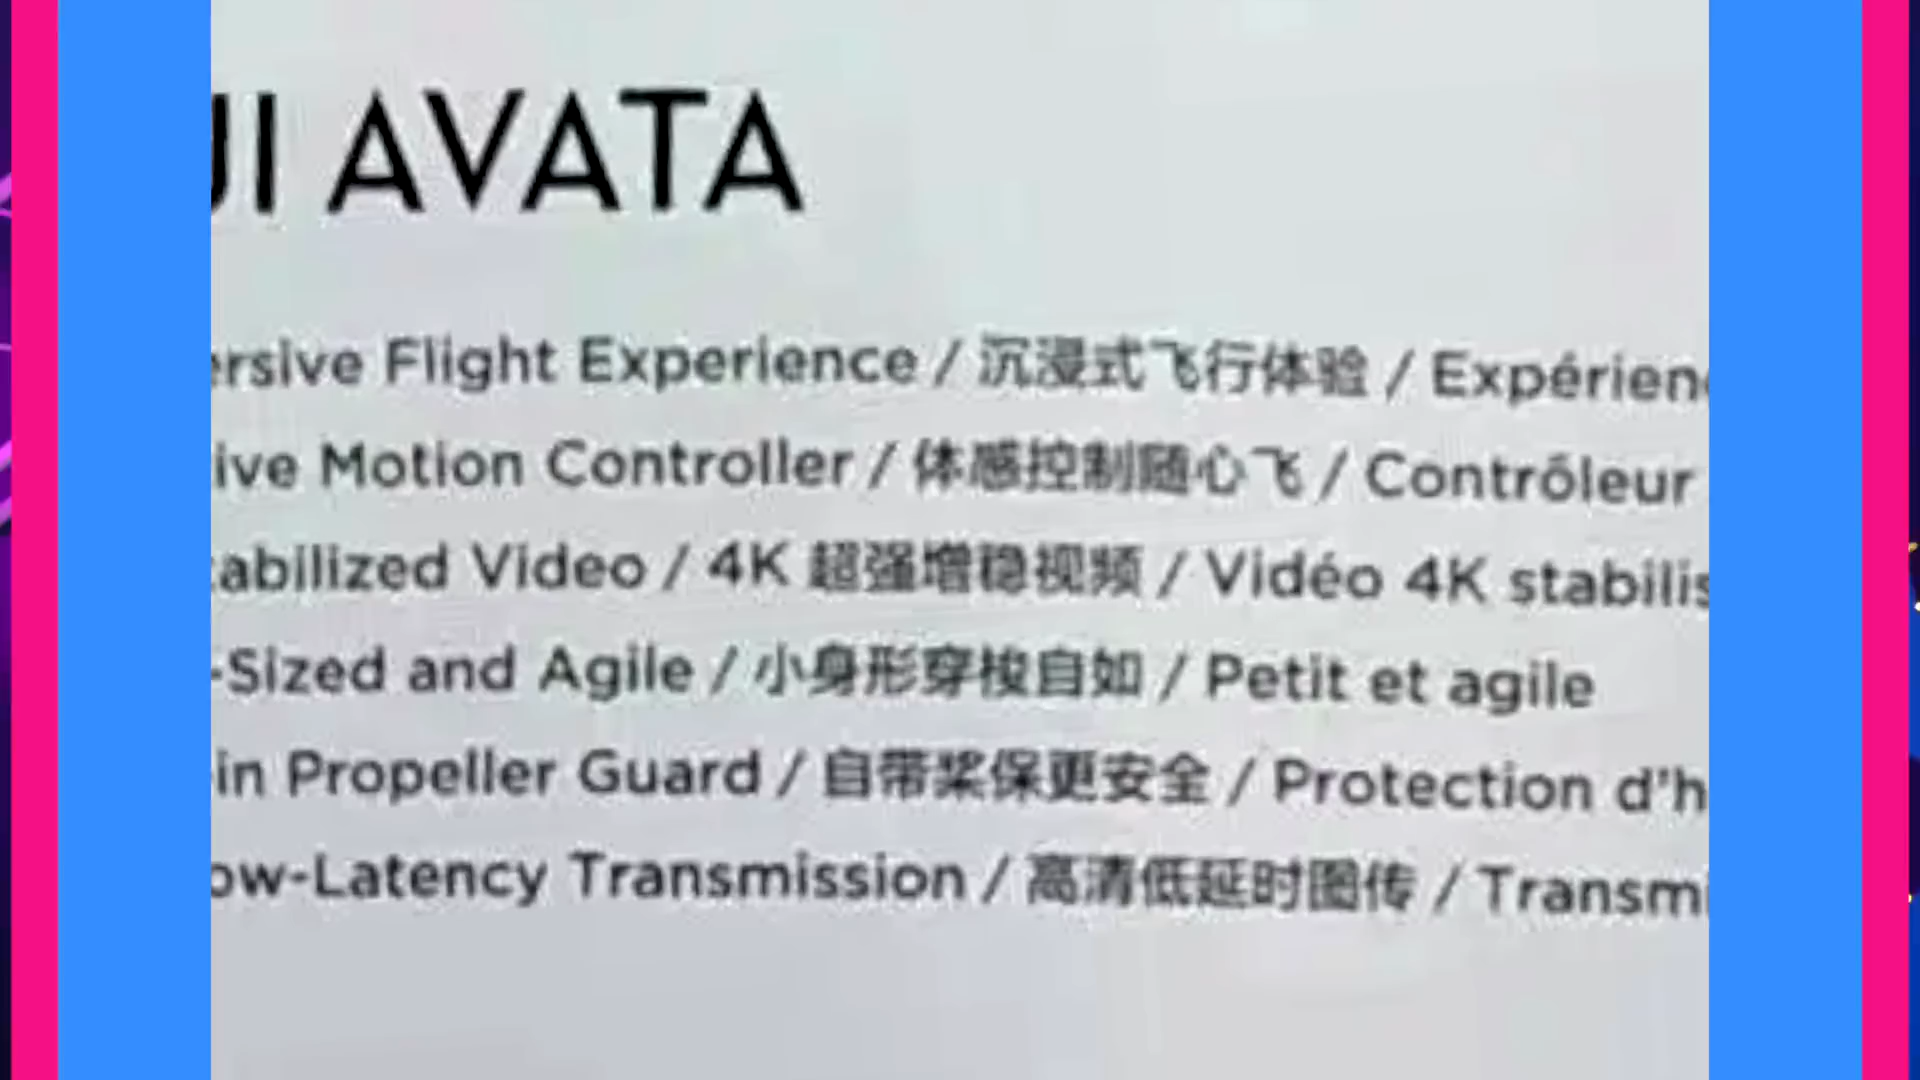 JI AVATA
ersive Flight Experience / 沉浸式飞行体验 / Expérienc
ive Motion Controller / 体感控制随心飞 / Contrôleur
tabilized Video / 4K 超强增稳视频 / Vidéo 4K stabilis
-Sized and Agile / 小身形穿梭自如 / Petit et agile
-in Propeller Guard / 自带桨保更安全 / Protection d'h
ow-Latency Transmission / 高清低延时图传 / Transmi